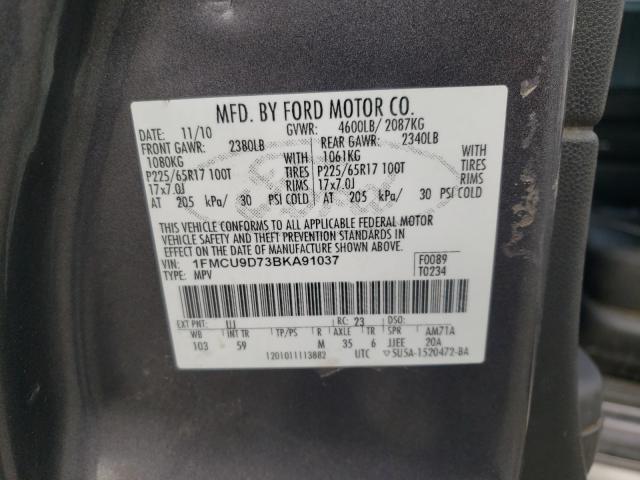 MFD. BY FORD MOTOR CO.
DATE: 11/10 GVWR: 4600LB/ 2087KG
FRONT GAWR: 2380LB REAR GAWR: 2340LB
1080KG WITH 1061KG WITH
P225/65R17 100T TIRES P225/65R17 100T TIRES
17x7.0J RIMS 17x7.0J RIMS
AT 205 kPa/ 30 PSI COLD AT 205 kPa/ 30 PSI COLD
THIS VEHICLE CONFORMS TO ALL APPLICABLE FEDERAL MOTOR
VEHICLE SAFETY AND THEFT PREVENTION STANDARDS IN
EFFECT ON THE DATE OF MANUFACTURE SHOWN ABOVE.
VIN: 1FMCU9D73BKA91037 F0089
TYPE: MPV T0234
EXT PNT: UJ RC: 23 DSO:
WB INT TR TP/PS R AXLE TR SPR AM71A
103 59 M 35 6 JJEE 20A
1201011113882 UTC 5U5A-1520472-BA
Ford